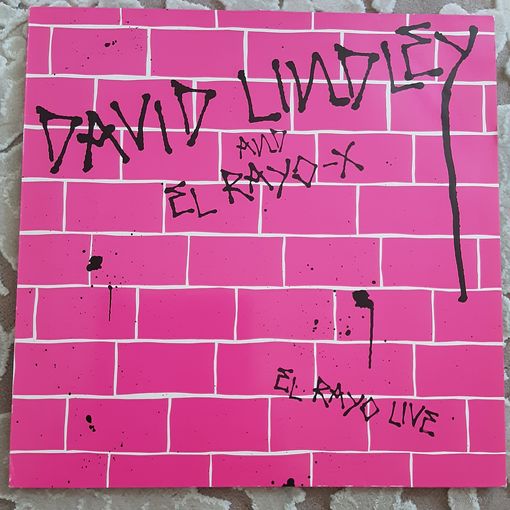 DAVID LINDLEY
AND
EL RAYO-X
EL RAYO LIVE